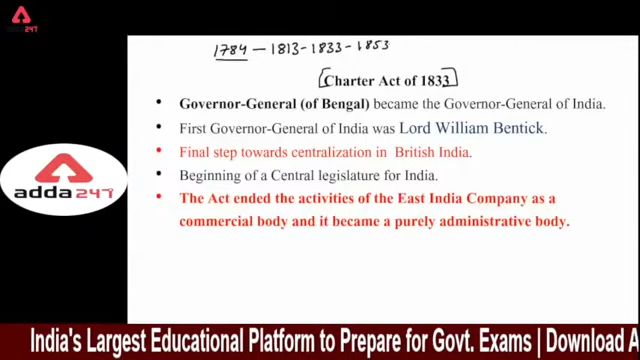 adda247
1784 - 1813 - 1833 - 1853
Charter Act of 1833
• Governor-General (of Bengal) became the Governor-General of India.
• First Governor-General of India was Lord William Bentick.
• Final step towards centralization in British India.
• Beginning of a Central legislature for India.
• The Act ended the activities of the East India Company as a
commercial body and it became a purely administrative body.
adda247
India's Largest Educational Platform to Prepare for Govt. Exams | Download A